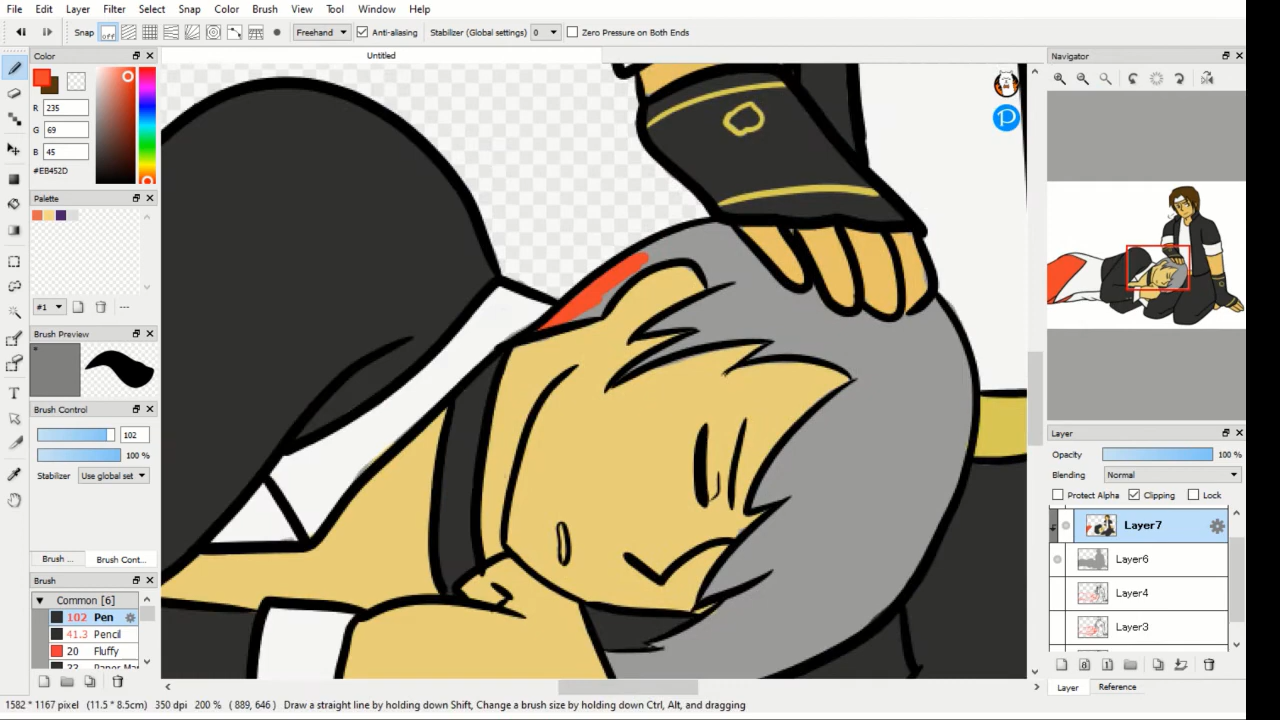 File Edit Layer Filter Select Snap Color Brush View Tool Window Help
Snap off Freehand Anti-aliasing Stabilizer (Global settings) 0 Zero Pressure on Both Ends
Color
Untitled
Navigator
R 235
G 69
B 45
#EB452D
Palette
#1
---
Brush Preview
Brush Control
102
100 %
Stabilizer Use global set
Brush ... Brush Cont...
Brush
Common [6]
102 Pen
41.3 Pencil
20 Fluffy
P
Layer
Opacity 100 %
Blending Normal
Protect Alpha Clipping Lock
Layer7
Layer6
Layer4
Layer3
Layer Reference
1582 * 1167 pixel (11.5 * 8.5cm) 350 dpi 200 % ( 889, 646 ) Draw a straight line by holding down Shift, Change a brush size by holding down Ctrl, Alt, and dragging